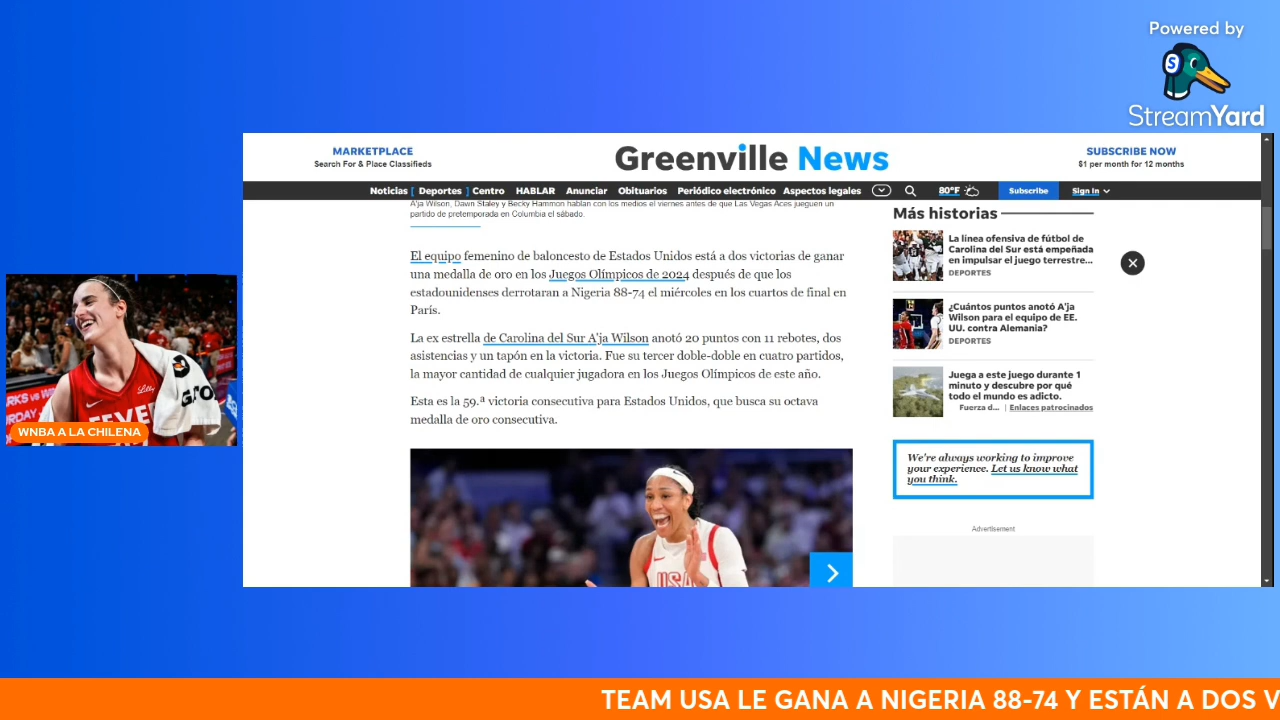 Powered by
StreamYard
MARKETPLACE
Search For & Place Classifieds
Greenville News
SUBSCRIBE NOW
$1 per month for 12 months
Noticias [ Deportes ] Centro HABLAR Anunciar Obituarios Periódico electrónico Aspectos legales 80°F Subscribe Sign In
A'ja Wilson, Dawn Staley y Becky Hammon hablan con los medios el viernes antes de que Las Vegas Aces jueguen un
partido de pretemporada en Columbia el sábado.
El equipo femenino de baloncesto de Estados Unidos está a dos victorias de ganar
una medalla de oro en los Juegos Olímpicos de 2024 después de que los
estadounidenses derrotaran a Nigeria 88-74 el miércoles en los cuartos de final en
París.
La ex estrella de Carolina del Sur A'ja Wilson anotó 20 puntos con 11 rebotes, dos
asistencias y un tapón en la victoria. Fue su tercer doble-doble en cuatro partidos,
la mayor cantidad de cualquier jugadora en los Juegos Olímpicos de este año.
Esta es la 59.ª victoria consecutiva para Estados Unidos, que busca su octava
medalla de oro consecutiva.
USA
Más historias
La línea ofensiva de fútbol de
Carolina del Sur está empeñada
en impulsar el juego terrestre...
DEPORTES
¿Cuántos puntos anotó A'ja
Wilson para el equipo de EE.
UU. contra Alemania?
DEPORTES
Juega a este juego durante 1
minuto y descubre por qué
todo el mundo es adicto.
Fuerza d... | Enlaces patrocinados
We're always working to improve
your experience. Let us know what
you think.
Advertisement
Lilly
FEVER
WNBA A LA CHILENA
TEAM USA LE GANA A NIGERIA 88-74 Y ESTÁN A DOS V